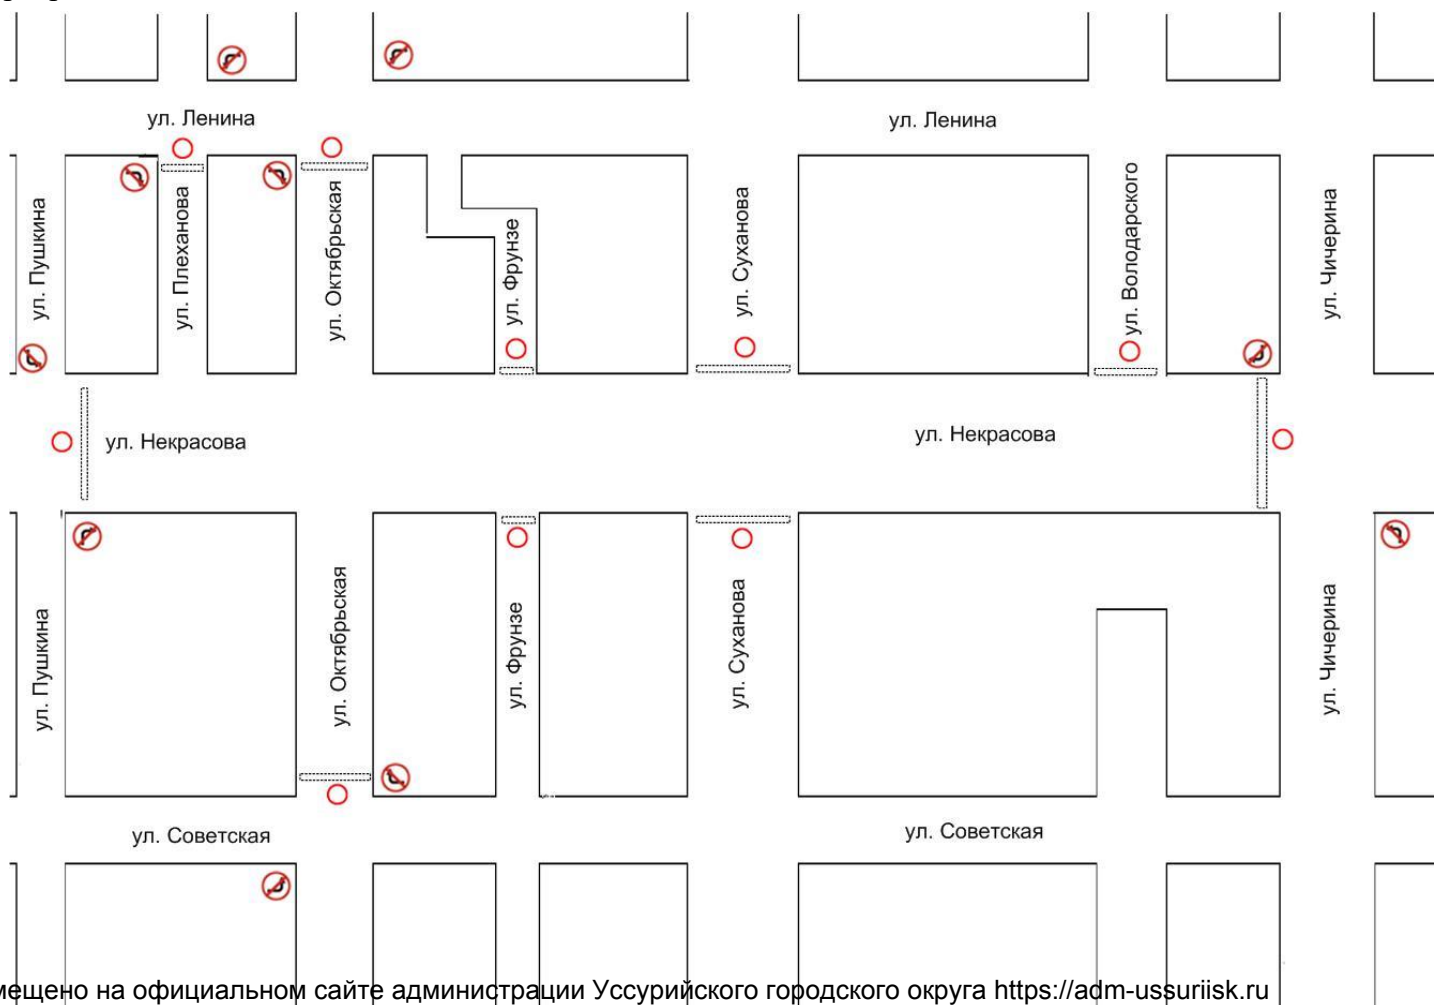 ул. Ленина
ул. Ленина
ул. Пушкина
ул. Плеханова
ул. Октябрьская
ул. Фрунзе
ул. Суханова
ул. Володарского
ул. Чичерина
ул. Некрасова
ул. Некрасова
ул. Пушкина
ул. Октябрьская
ул. Фрунзе
ул. Суханова
ул. Чичерина
ул. Советская
ул. Советская
мещено на официальном сайте администрации Уссурийского городского округа https://adm-ussuriisk.ru